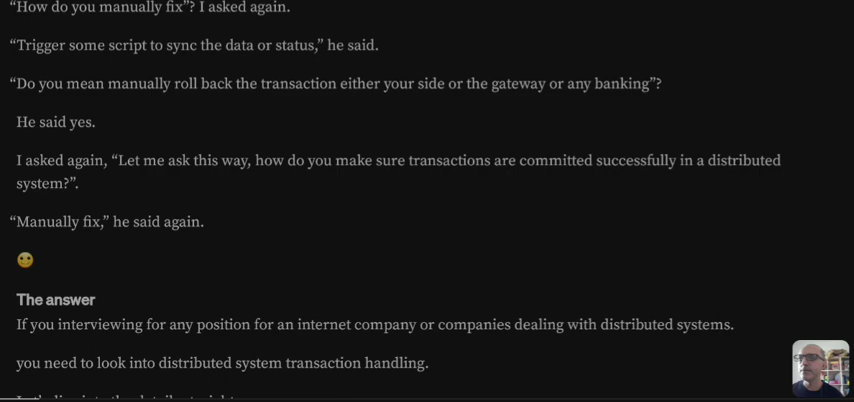 “How do you manually fix”? I asked again.
“Trigger some script to sync the data or status,” he said.
“Do you mean manually roll back the transaction either your side or the gateway or any banking”?
He said yes.
I asked again, “Let me ask this way, how do you make sure transactions are committed successfully in a distributed
system?”.
“Manually fix,” he said again.
The answer
If you interviewing for any position for an internet company or companies dealing with distributed systems.
you need to look into distributed system transaction handling.